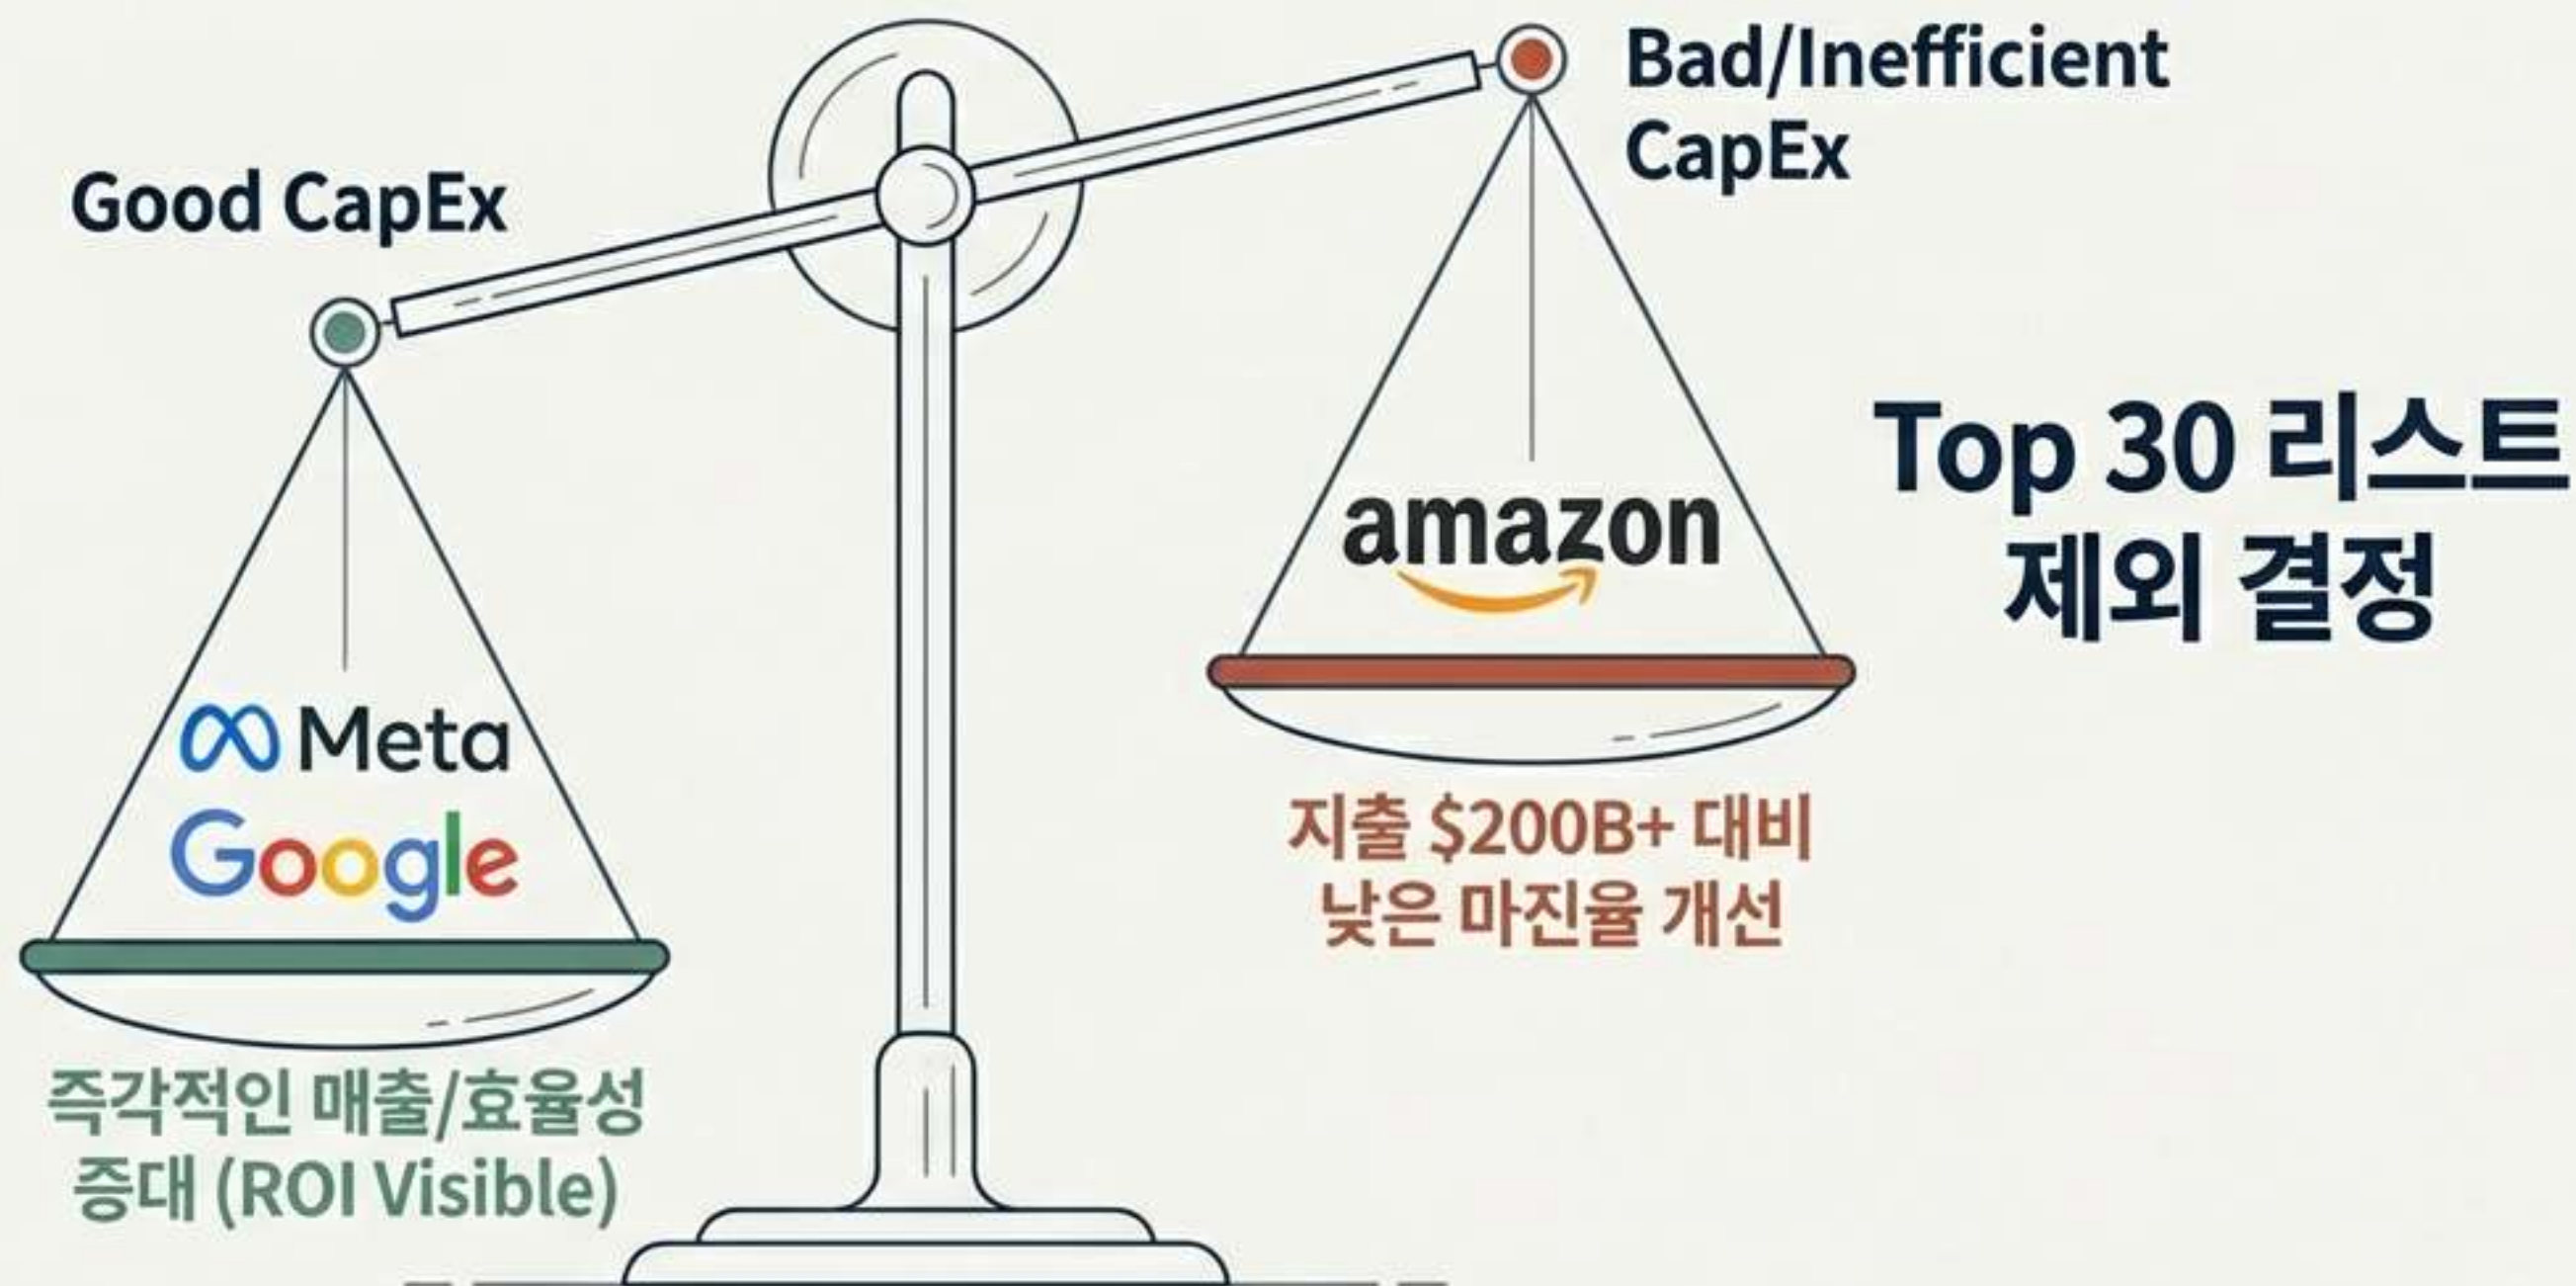 Good CapEx
Meta
Google
즉각적인 매출/효율성
증대 (ROI Visible)
Bad/Inefficient
CapEx
amazon
지출 $200B+ 대비
낮은 마진율 개선
Top 30 리스트
제외 결정